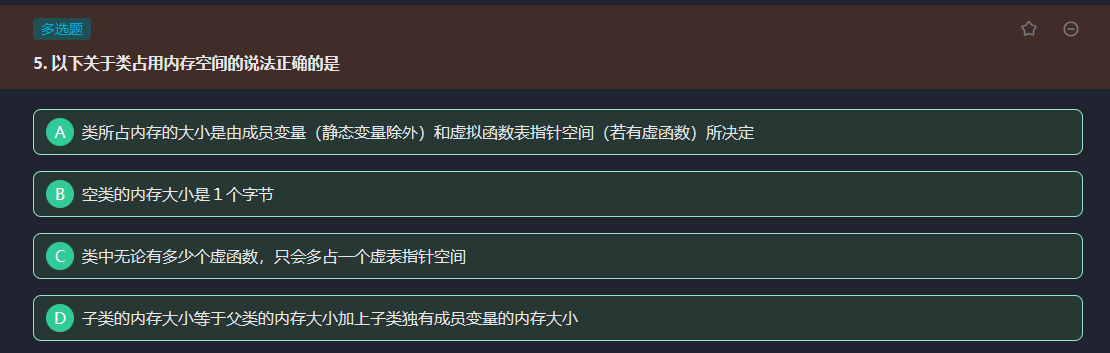 多选题
5. 以下关于类占用内存空间的说法正确的是
A 类所占内存的大小是由成员变量（静态变量除外）和虚拟函数表指针空间（若有虚函数）所决定
B 空类的内存大小是１个字节
C 类中无论有多少个虚函数，只会多占一个虚表指针空间
D 子类的内存大小等于父类的内存大小加上子类独有成员变量的内存大小